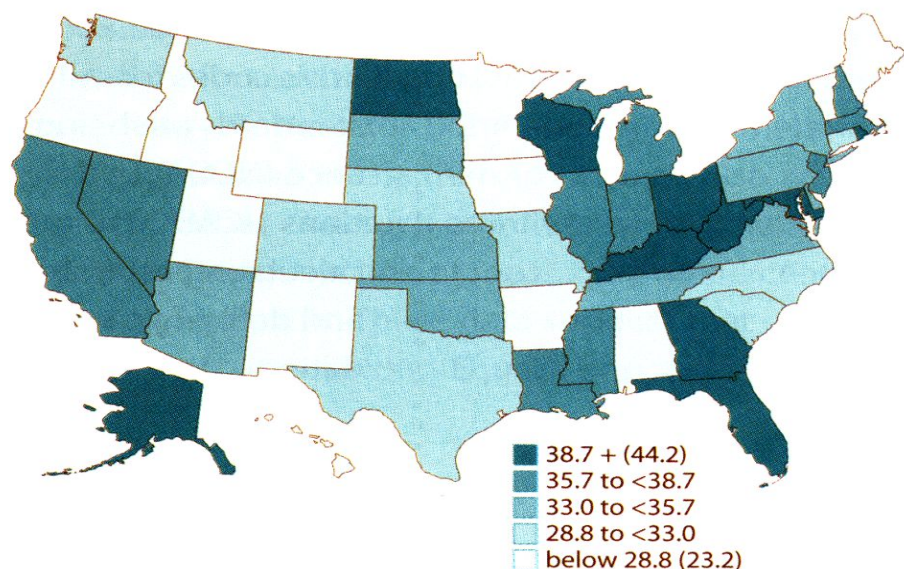 38.7 + (44.2)
35.7 to <38.7
33.0 to <35.7
28.8 to <33.0
below 28.8 (23.2)